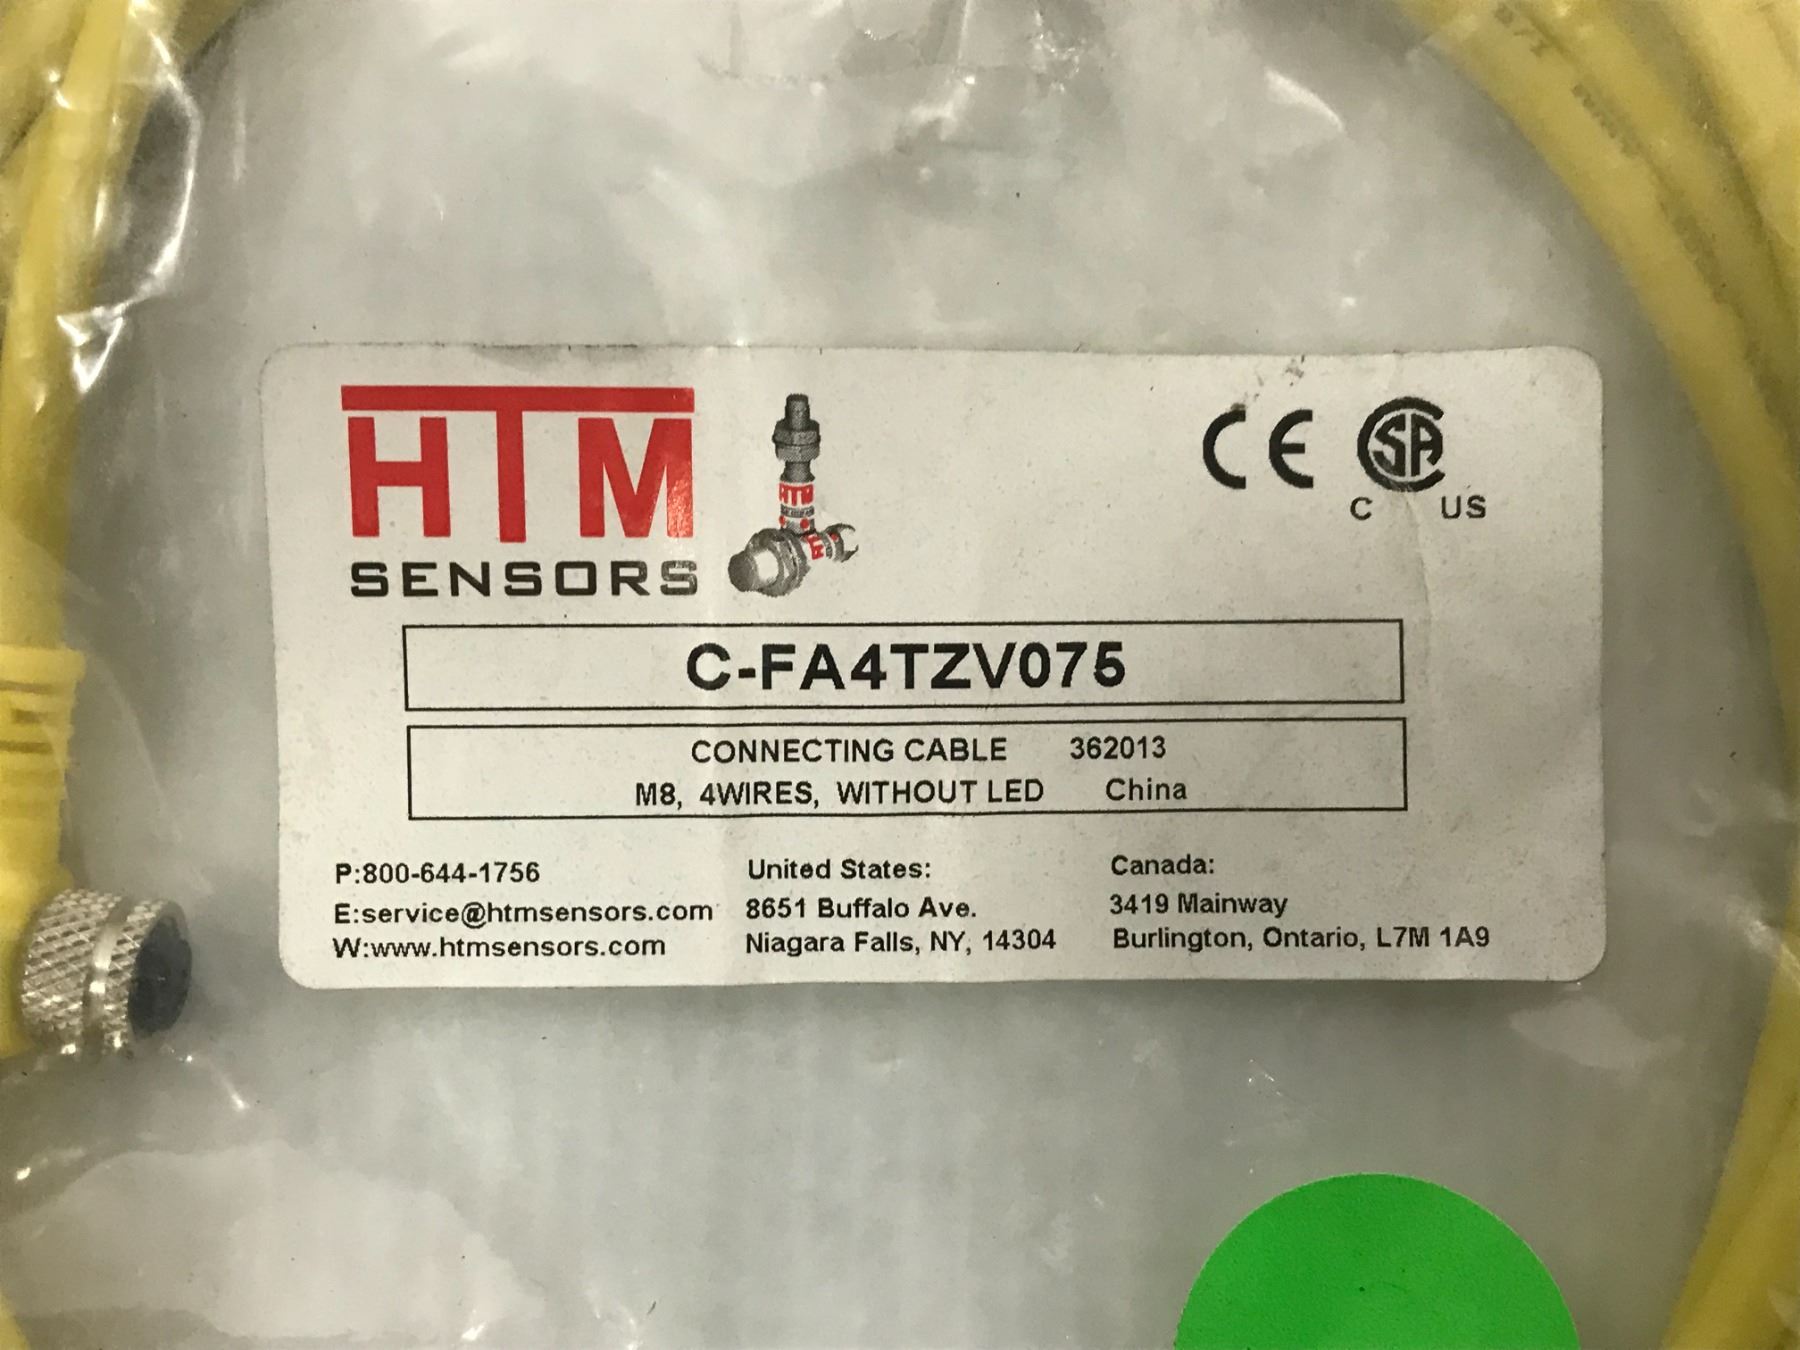 HTM
SENSORS
CE
C US
C-FA4TZV075
CONNECTING CABLE 362013
M8, 4WIRES, WITHOUT LED China
P:800-644-1756
E:service@htmsensors.com
W:www.htmsensors.com
United States:
8651 Buffalo Ave.
Niagara Falls, NY, 14304
Canada:
3419 Mainway
Burlington, Ontario, L7M 1A9